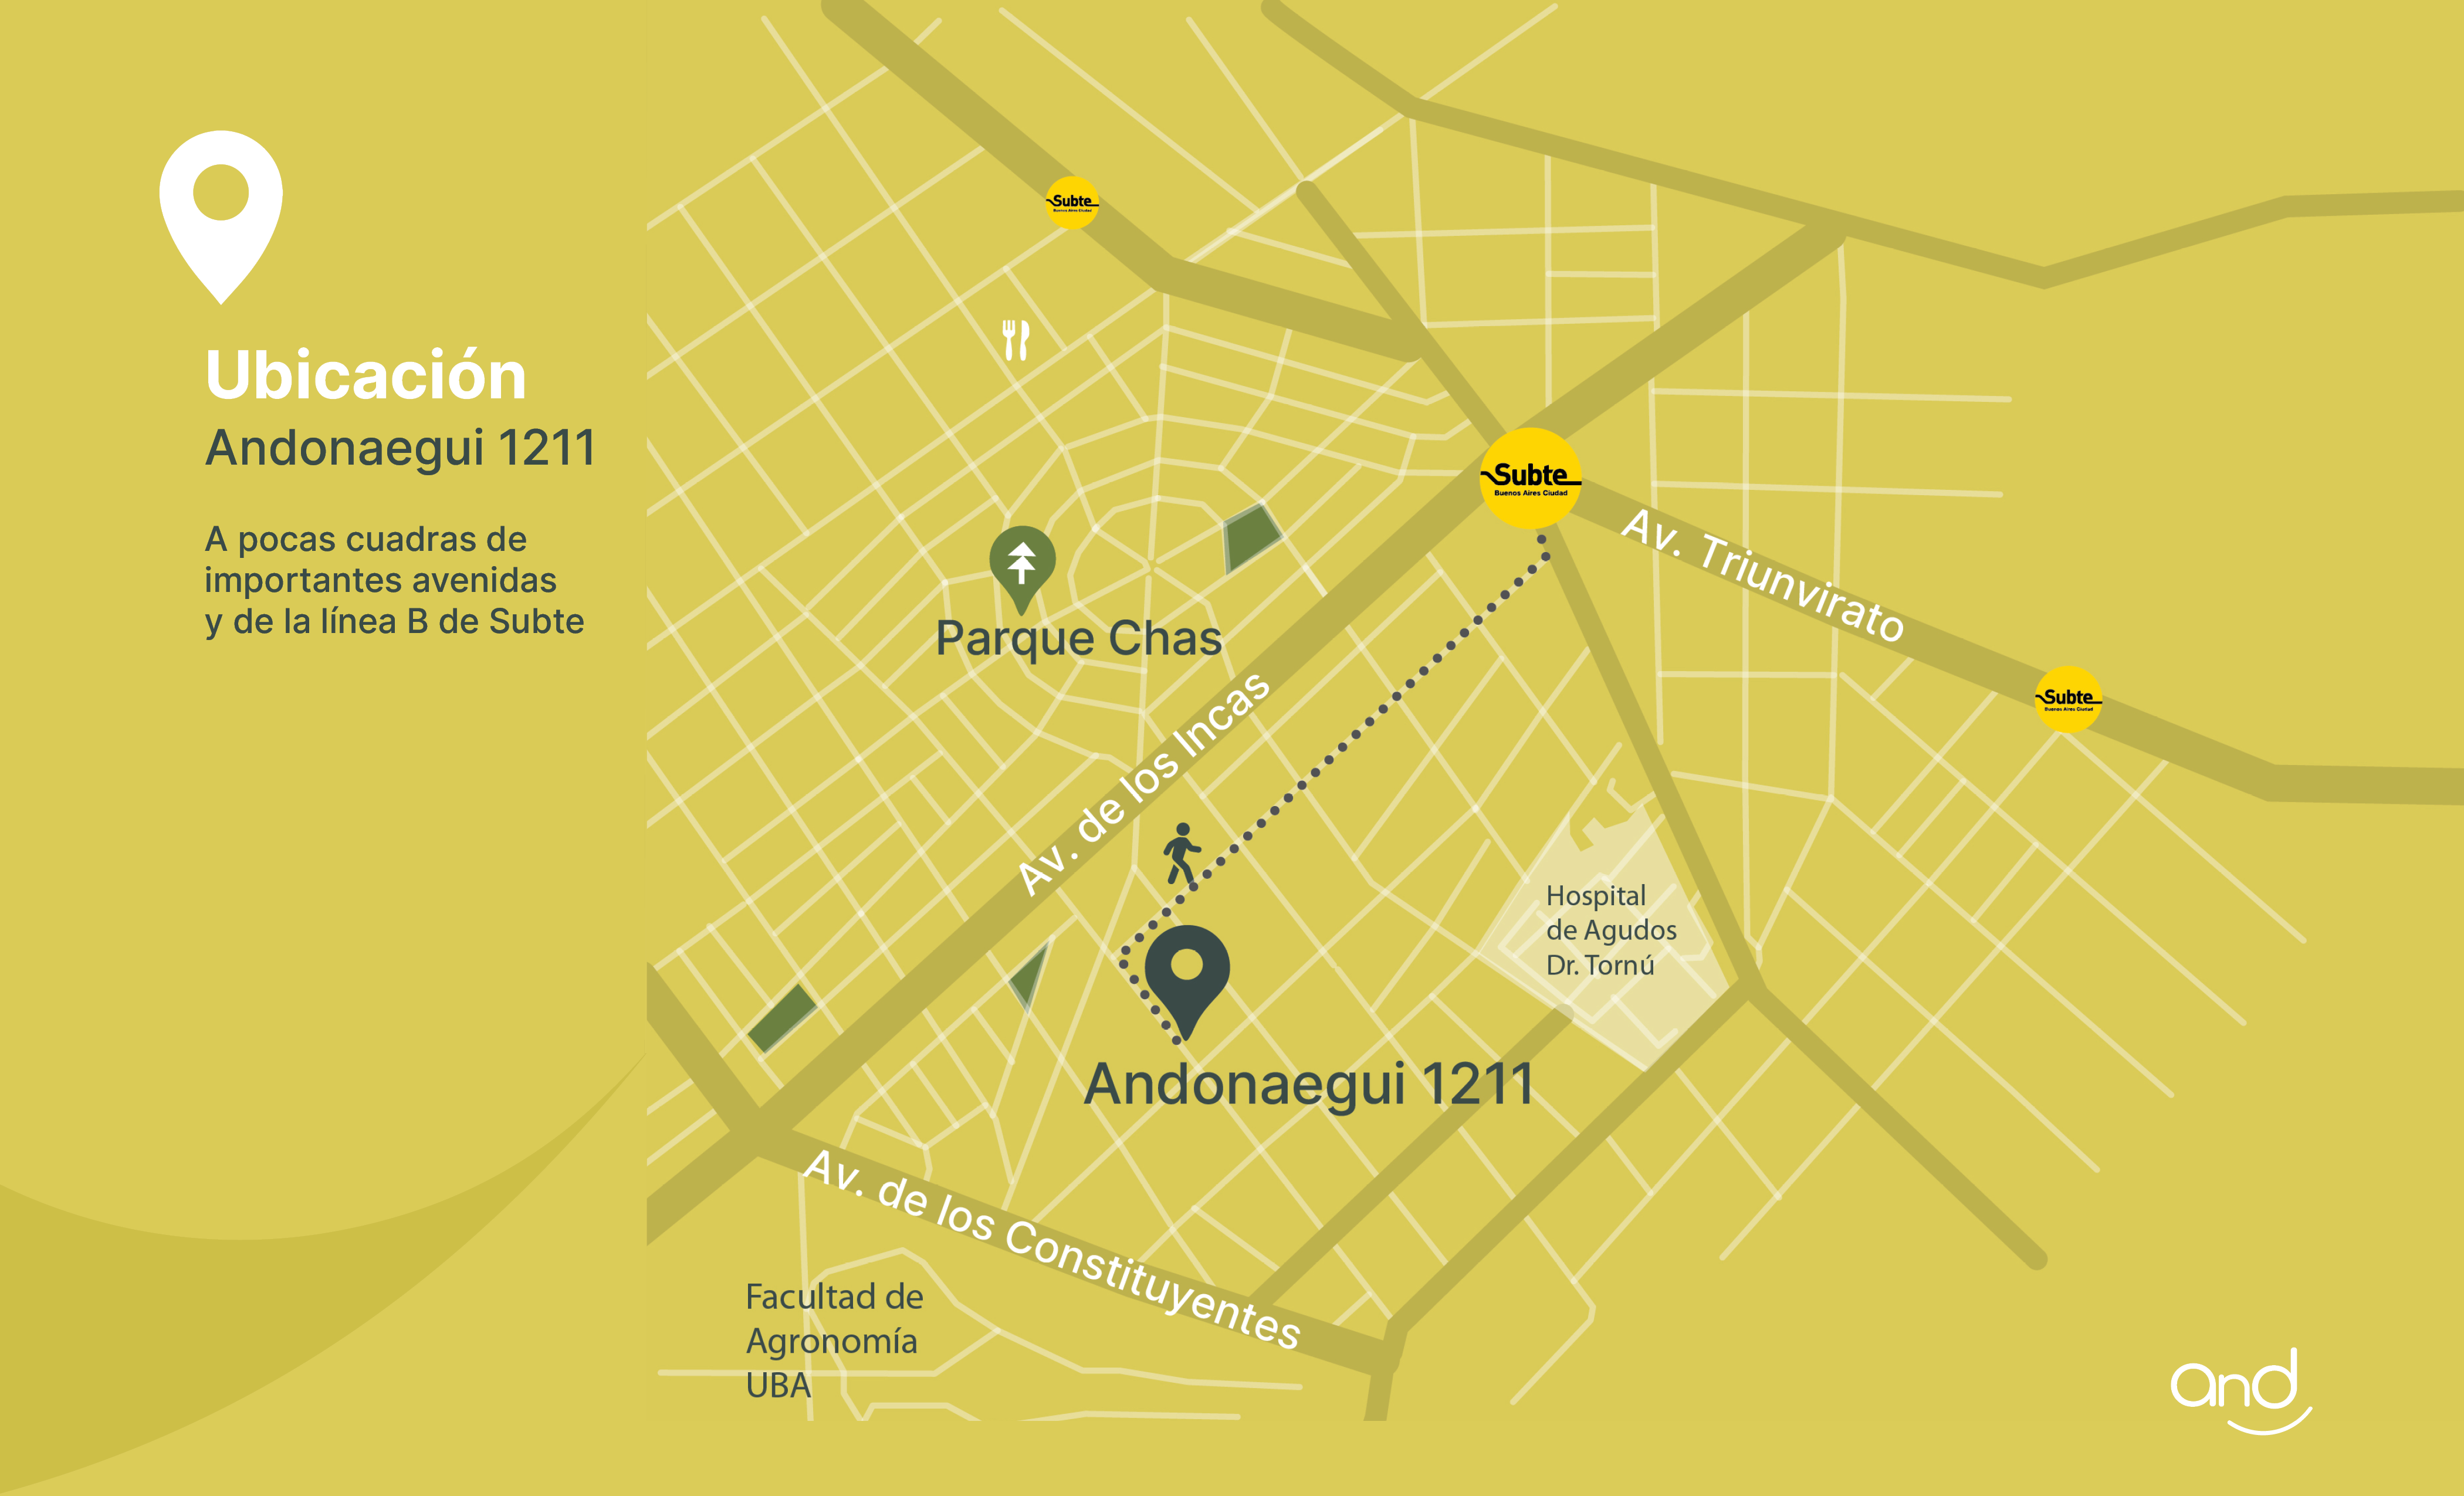 Ubicación
Andonaegui 1211
A pocas cuadras de
importantes avenidas
y de la línea B de Subte
Subte
Buenos Aires Ciudad
Subte
Buenos Aires Ciudad
Av. Triunvirato
Parque Chas
Subte
Buenos Aires Ciudad
Av. de los Incas
Hospital
de Agudos
Dr. Tornú
Andonaegui 1211
Av. de los Constituyentes
Facultad de
Agronomía
UBA
and